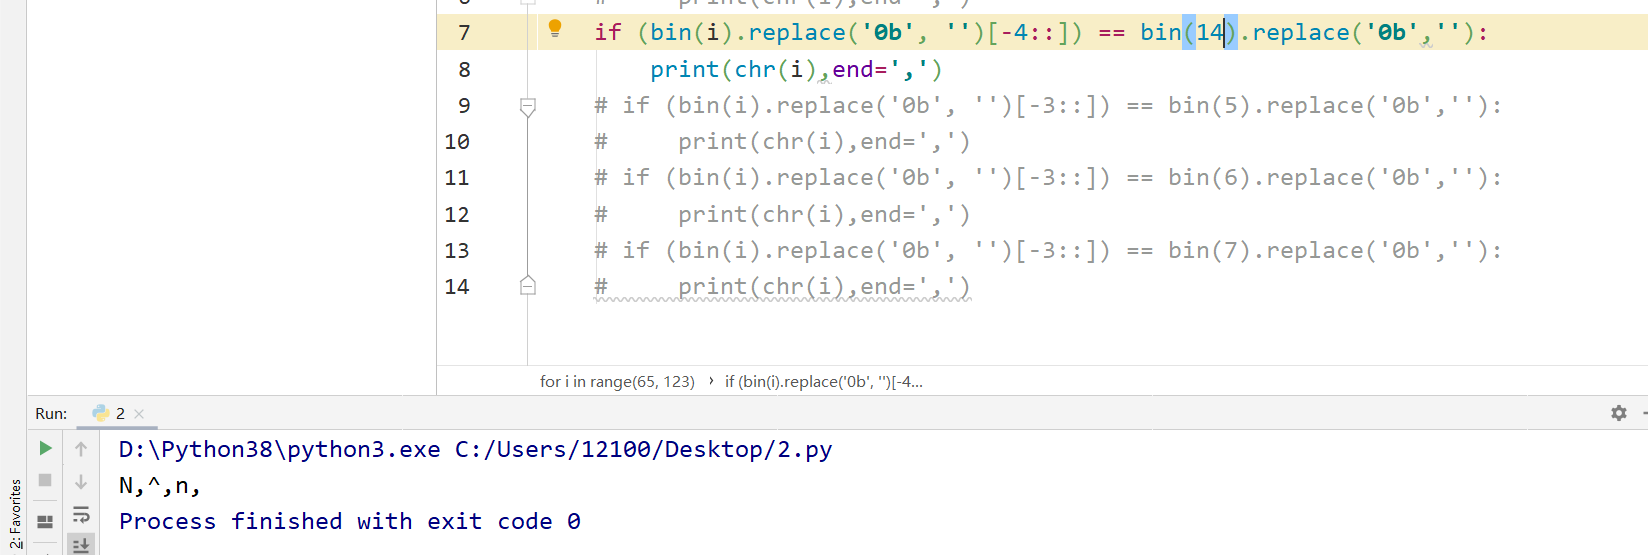 #     print(chr(i),end=',')
7 if (bin(i).replace('0b', '')[-4::]) == bin(14).replace('0b',''):
8     print(chr(i),end=',')
9 # if (bin(i).replace('0b', '')[-3::]) == bin(5).replace('0b',''):
10 #     print(chr(i),end=',')
11 # if (bin(i).replace('0b', '')[-3::]) == bin(6).replace('0b',''):
12 #     print(chr(i),end=',')
13 # if (bin(i).replace('0b', '')[-3::]) == bin(7).replace('0b',''):
14 #     print(chr(i),end=',')
for i in range(65, 123) › if (bin(i).replace('0b', '')[-4...
Run: 2
D:\Python38\python3.exe C:/Users/12100/Desktop/2.py
N,^,n,
Process finished with exit code 0
2: Favorites